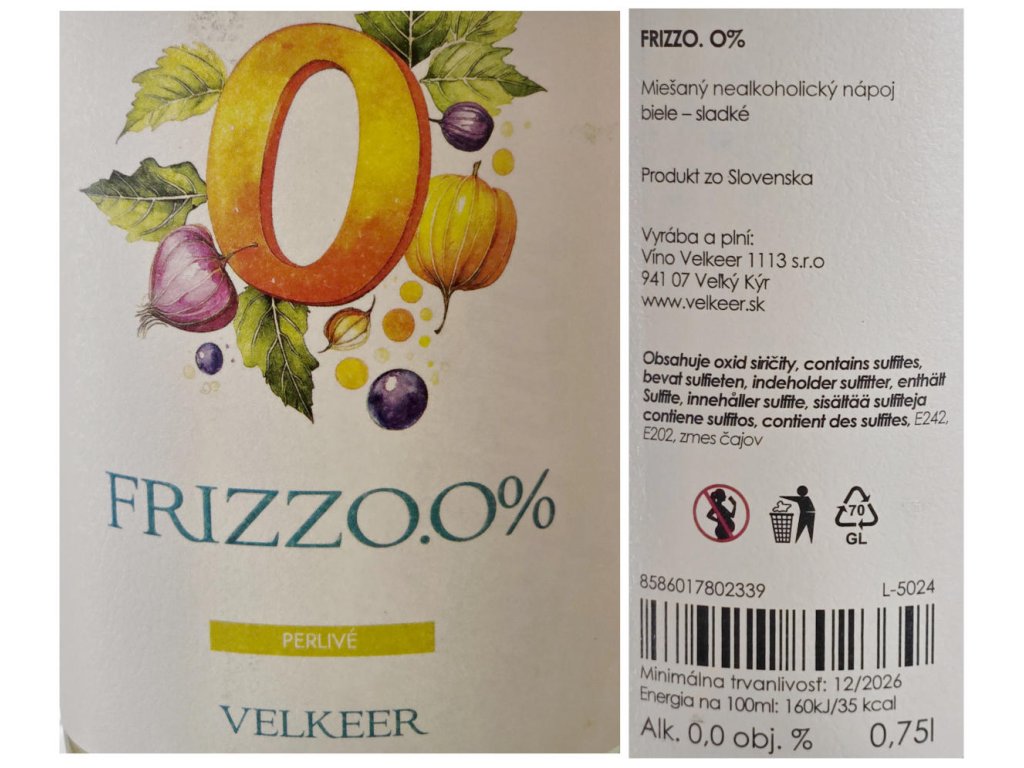 0
FRIZZO.0%
PERLIVÉ
VELKEER
FRIZZO. 0%
Miešaný nealkoholický nápoj
biele – sladké
Produkt zo Slovenska
Vyrába a plní:
Víno Velkeer 1113 s.r.o
941 07 Veľký Kýr
www.velkeer.sk
Obsahuje oxid siričitý, contains sulfites,
bevat sulfieten, indeholder sulfitter, enthält
Sulfite, innehåller sulfite, sisältää sulfiteja
contiene sulfitos, contient des sulfites, E242,
E202, zmes čajov
70
GL
8586017802339 L-5024
Minimálna trvanlivosť: 12/2026
Energia na 100ml: 160kJ/35 kcal
Alk. 0,0 obj. % 0,75l